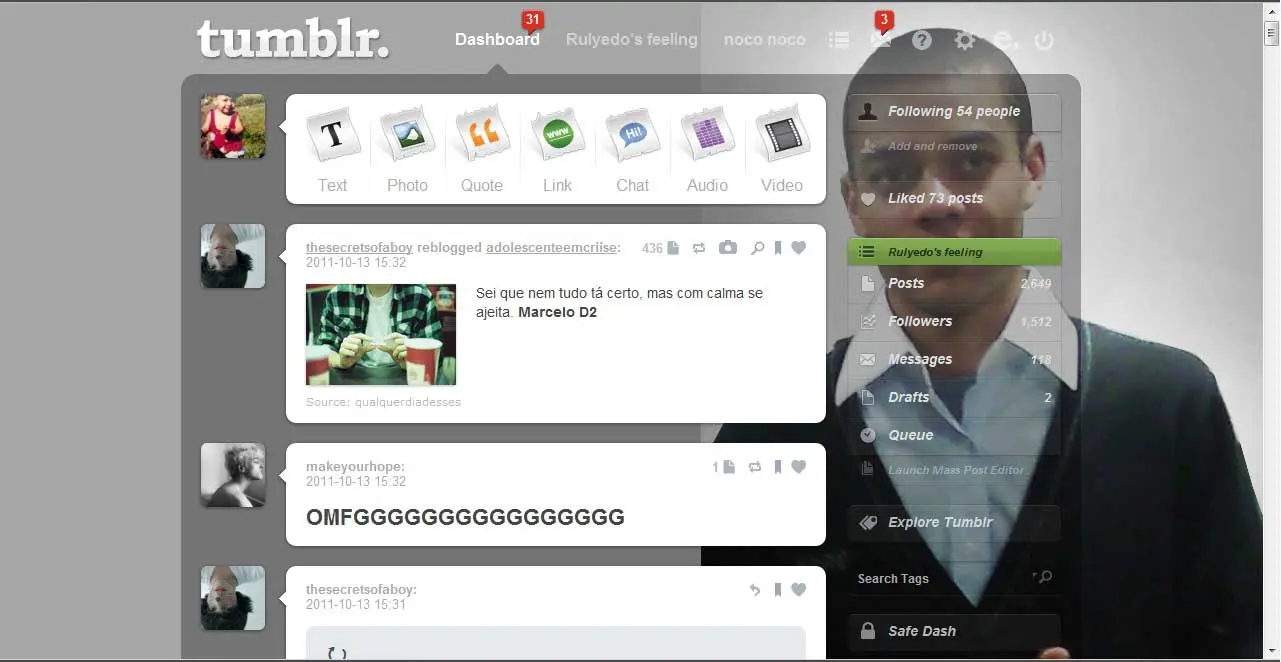 tumblr.
31
3
Dashboard Rulyedo's feeling noco noco
T
www
Hi!
Text Photo Quote Link Chat Audio Video
thesecretsofaboy reblogged adolescenteemcriise: 436
2011-10-13 15:32
Sei que nem tudo tá certo, mas com calma se
ajeita. Marcelo D2
Source: qualquerdiadesses
makeyourhope: 1
2011-10-13 15:32
OMFGGGGGGGGGGGGGGGG
thesecretsofaboy:
2011-10-13 15:31
Following 54 people
Add and remove
Liked 73 posts
Rulyedo's feeling
Posts 2,649
Followers 1,512
Messages 118
Drafts 2
Queue
Launch Mass Post Editor
Explore Tumblr
Search Tags
Safe Dash